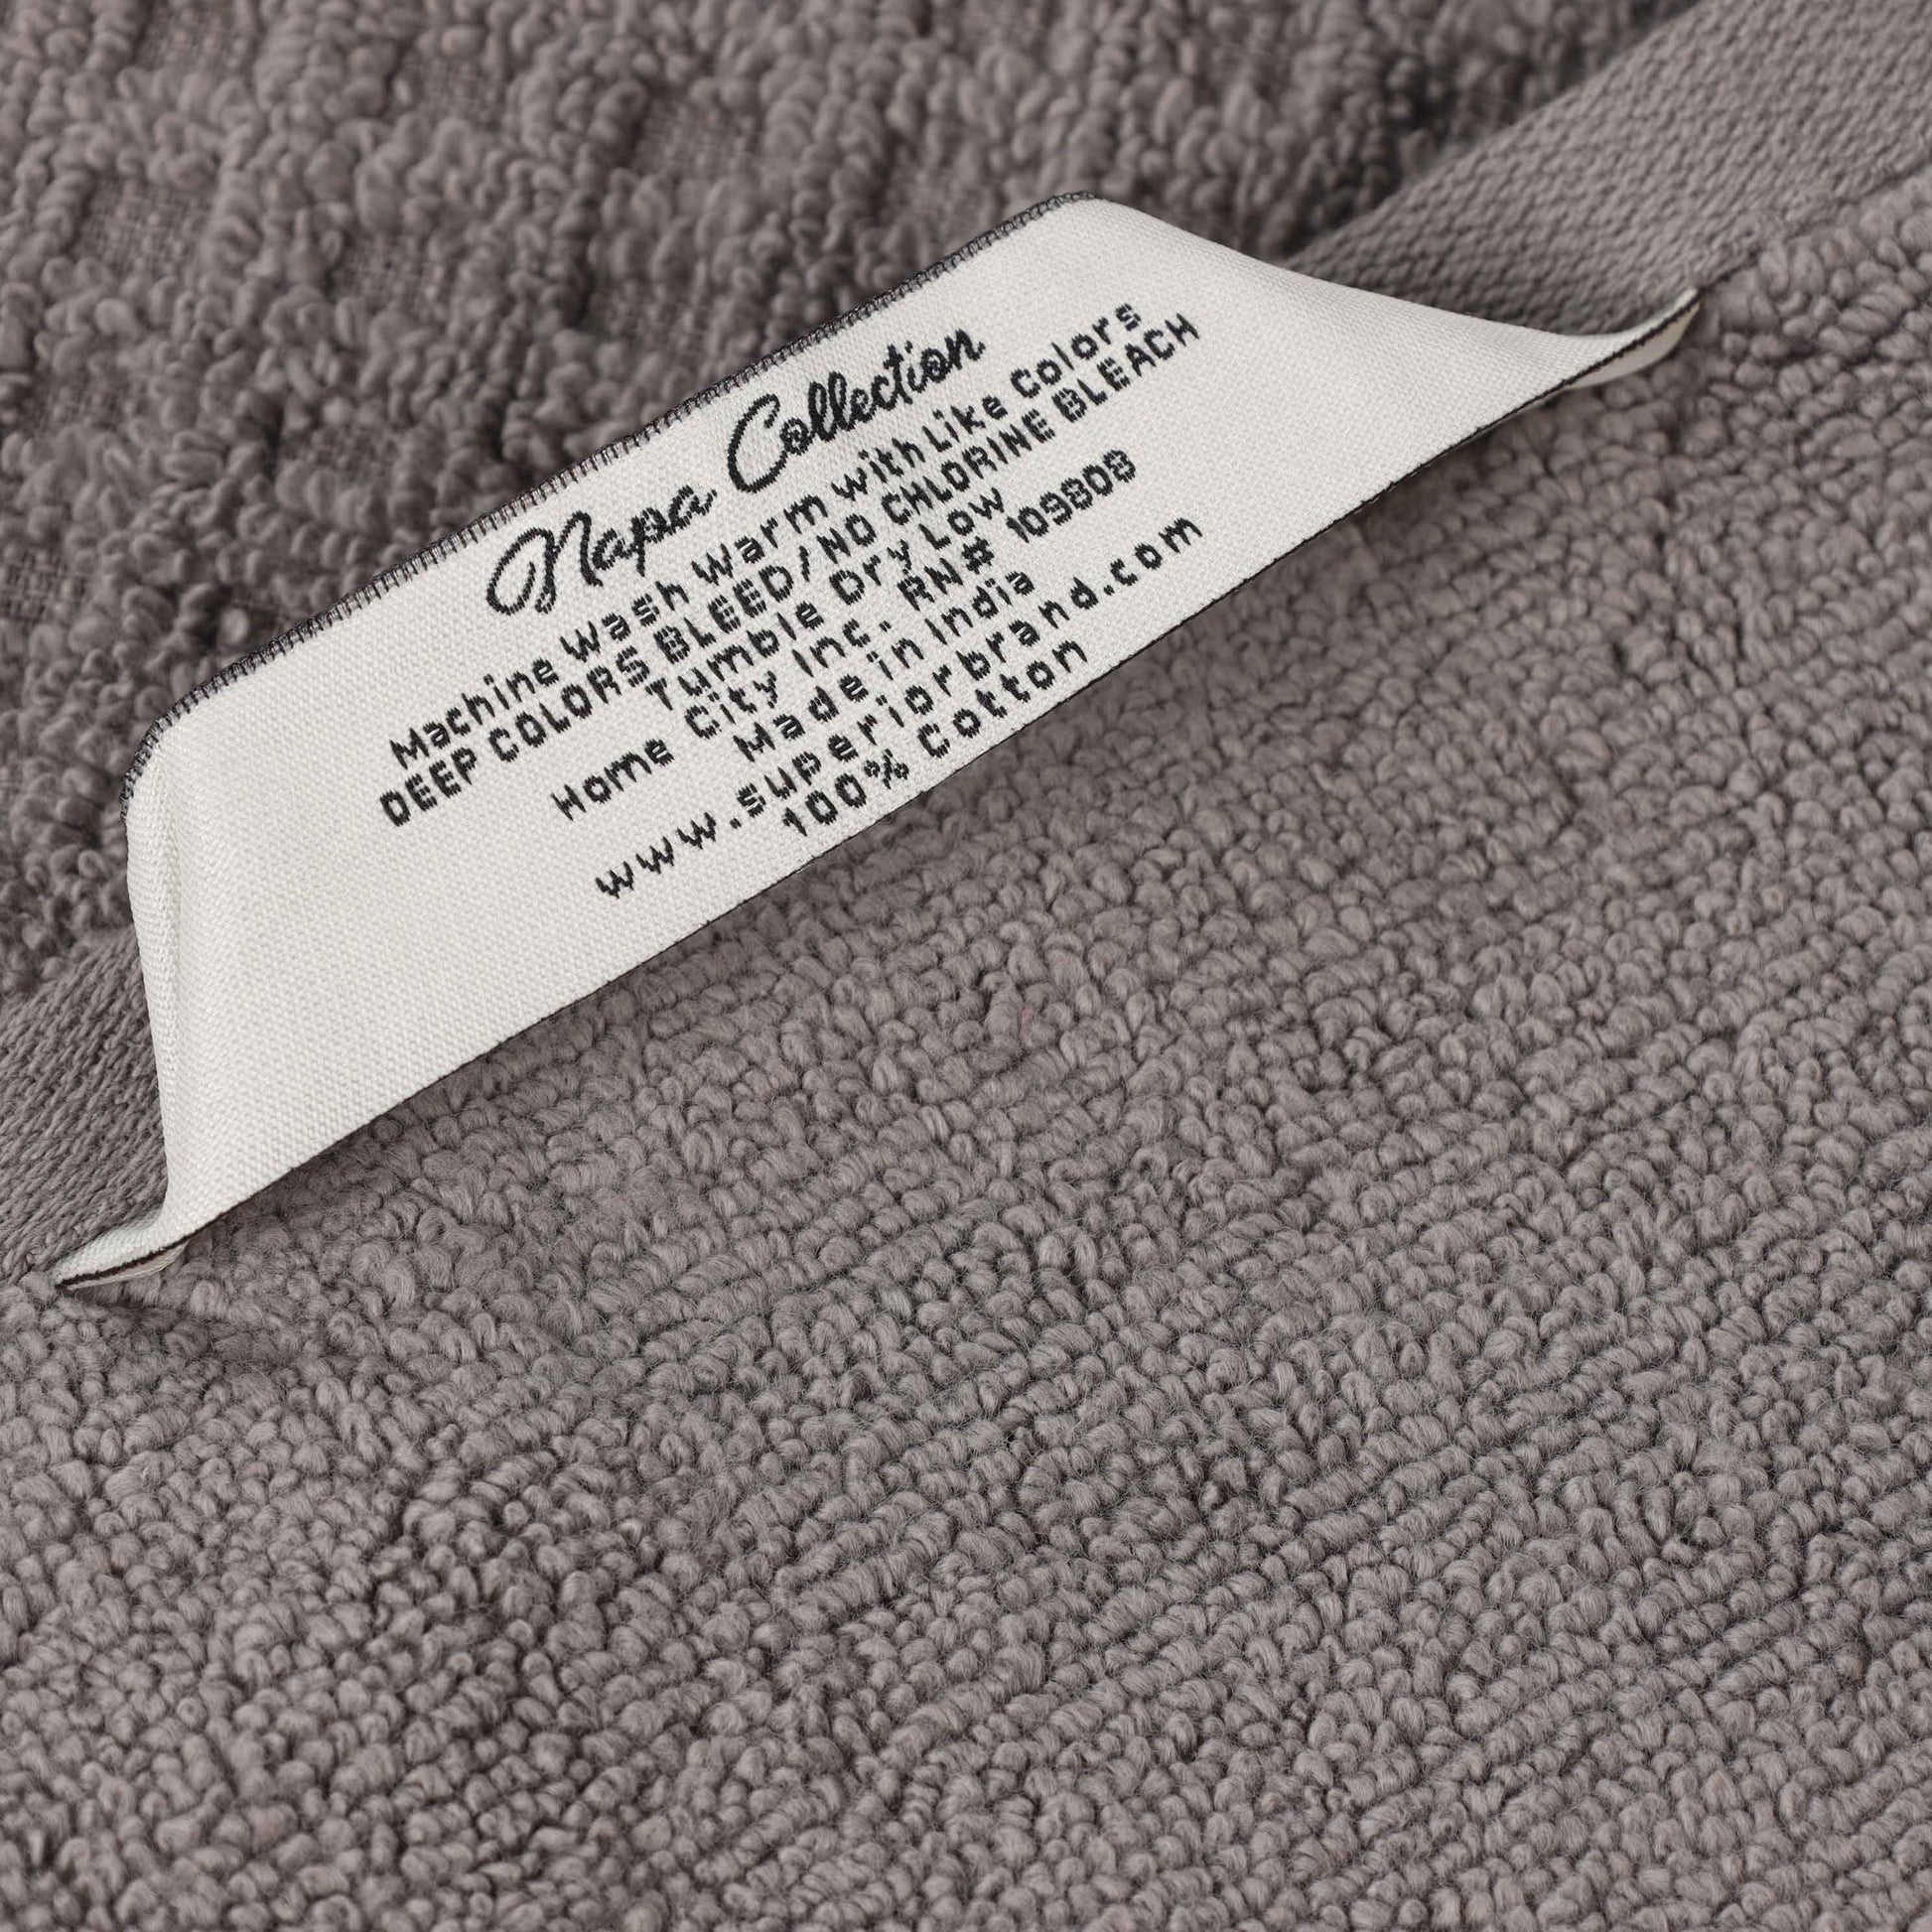 Napa Collection
Machine Wash Warm with Like Colors
DEEP COLORS BLEED/NO CHLORINE BLEACH
Tumble Dry Low
Home City Inc. RN# 109808
Made in India
www.superiorbrand.com
100% Cotton